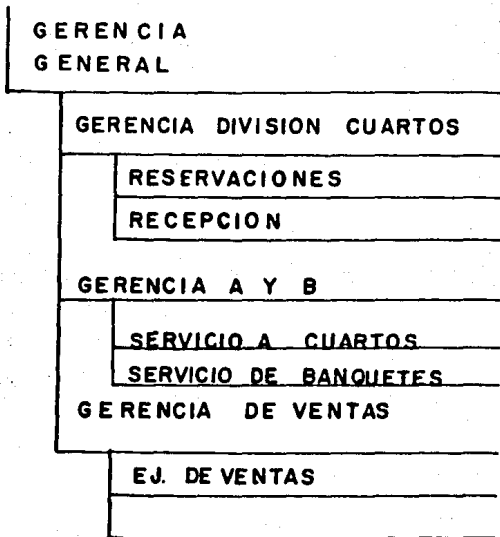 GERENCIA
GENERAL
GERENCIA DIVISION CUARTOS
RESERVACIONES
RECEPCION
GERENCIA A Y B
SERVICIO A CUARTOS
SERVICIO DE BANQUETES
GERENCIA DE VENTAS
EJ. DE VENTAS